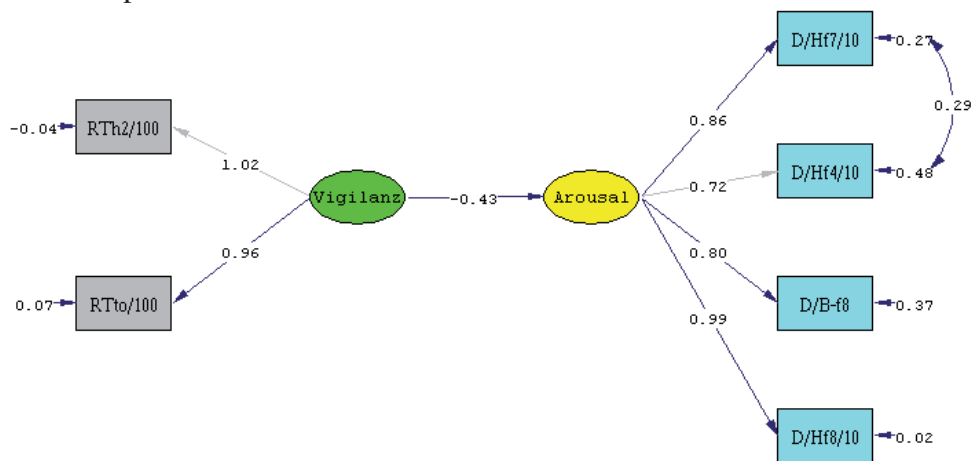 D/Hf7/10
0.27
0.29
0.86
-0.04
RTh2/100
1.02
D/Hf4/10
0.48
0.72
Vigilanz
-0.43
Arousal
0.96
0.80
RTto/100
0.07
D/B-f8
0.37
0.99
D/Hf8/10
0.02